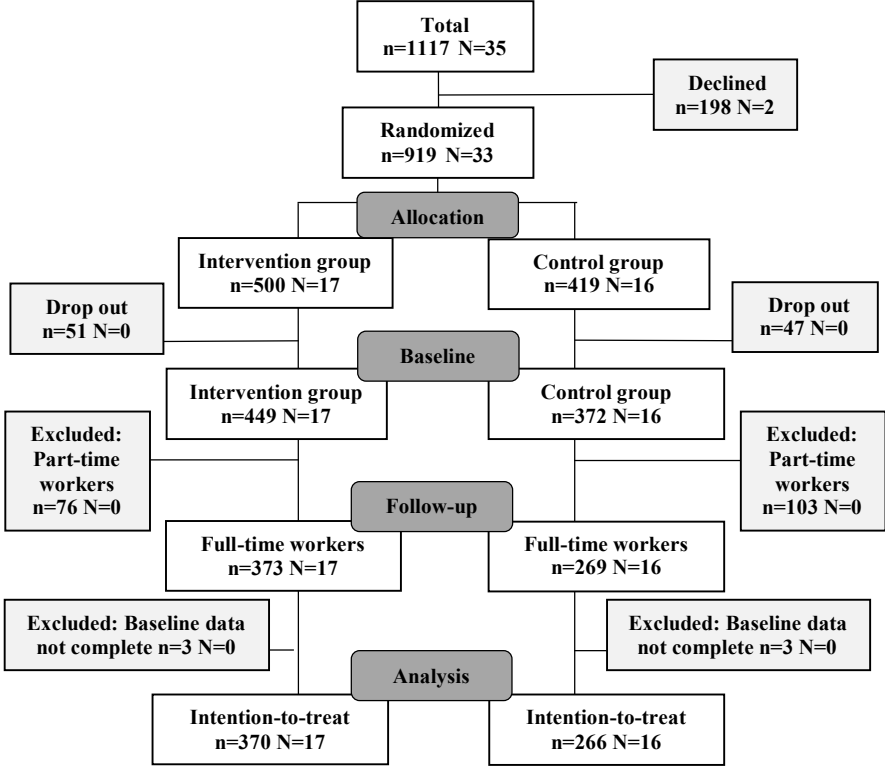 Total
n=1117 N=35
Declined
n=198 N=2
Randomized
n=919 N=33
Allocation
Intervention group
n=500 N=17
Control group
n=419 N=16
Drop out
n=51 N=0
Drop out
n=47 N=0
Baseline
Intervention group
n=449 N=17
Control group
n=372 N=16
Excluded:
Part-time
workers
n=76 N=0
Excluded:
Part-time
workers
n=103 N=0
Follow-up
Full-time workers
n=373 N=17
Full-time workers
n=269 N=16
Excluded: Baseline data
not complete n=3 N=0
Excluded: Baseline data
not complete n=3 N=0
Analysis
Intention-to-treat
n=370 N=17
Intention-to-treat
n=266 N=16